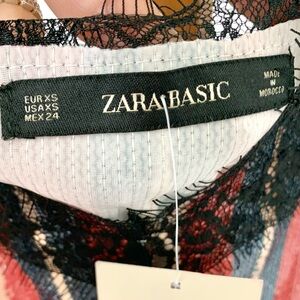 EUR XS
USA XS
MEX 24
ZARA BASIC
MADE
IN
MOROCCO